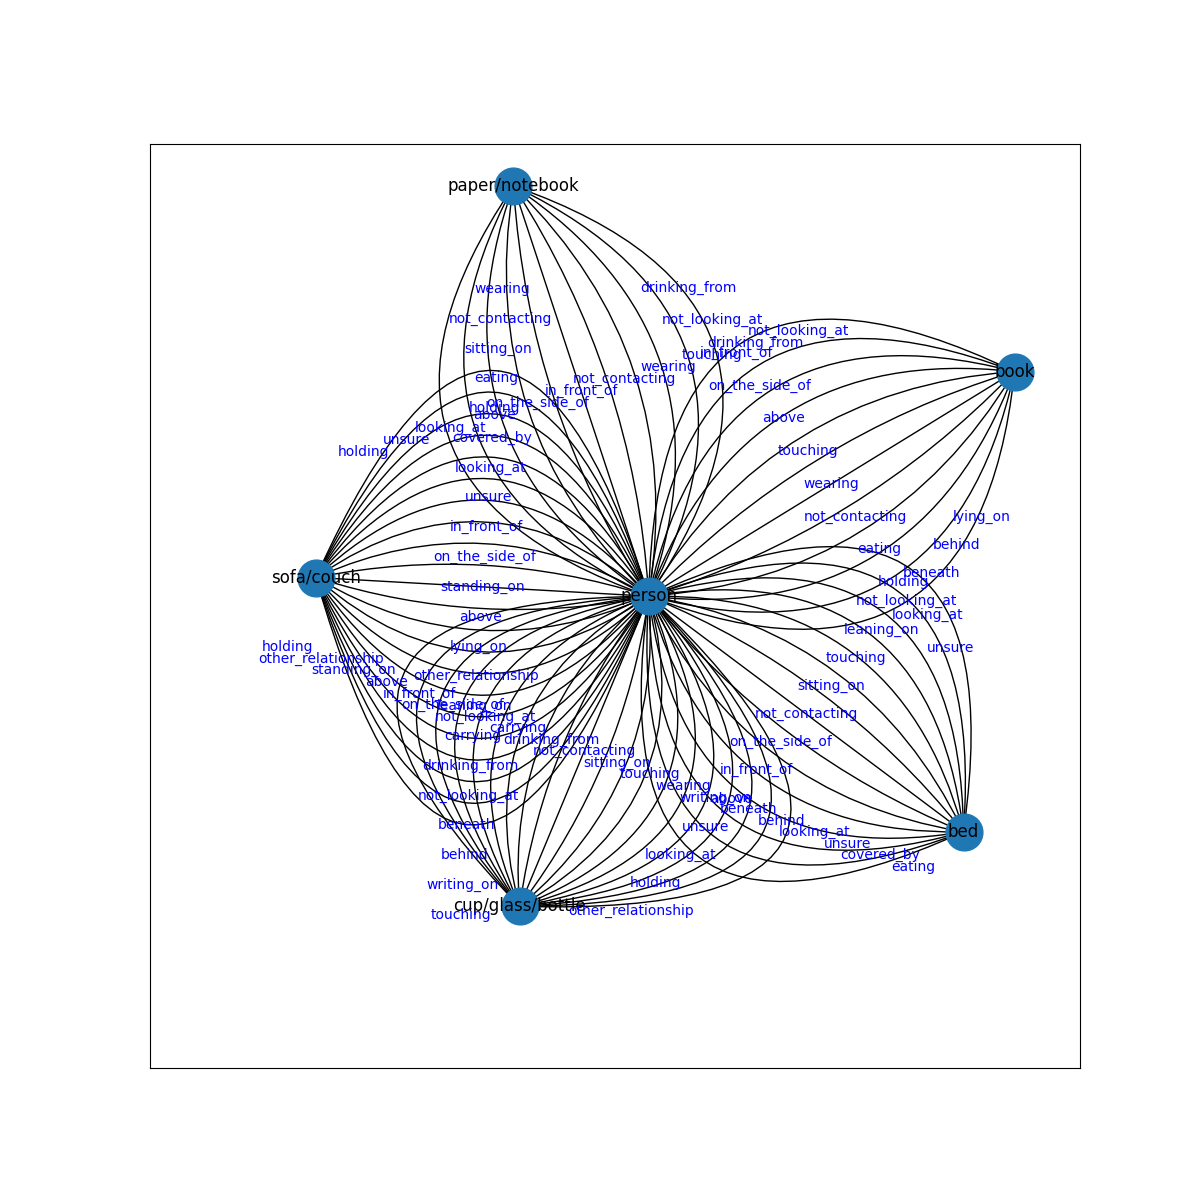 paper/notebook
drinking_from
wearing
not_contacting
not_looking_at
not_looking_at
drinking_from
sitting_on
touching
in_front_of
wearing
book
eating
not_contacting
in_front_of
on_the_side_of
on_the_side_of
holding
above
above
looking_at
unsure
covered_by
holding
touching
looking_at
wearing
unsure
not_contacting
lying_on
in_front_of
eating
behind
on_the_side_of
beneath
sofa/couch
holding
standing_on
person
not_looking_at
above
looking_at
leaning_on
holding
lying_on
unsure
other_relationship
touching
standing_on
other_relationship
above
sitting_on
in_front_of
on_the_side_of
leaning_on
not_looking_at
not_contacting
carrying
carrying
drinking_from
on_the_side_of
not_contacting
sitting_on
drinking_from
touching
in_front_of
wearing
not_looking_at
writing_on
above
beneath
beneath
behind
unsure
looking_at
bed
unsure
behind
looking_at
covered_by
eating
writing_on
holding
cup/glass/bottle
other_relationship
touching